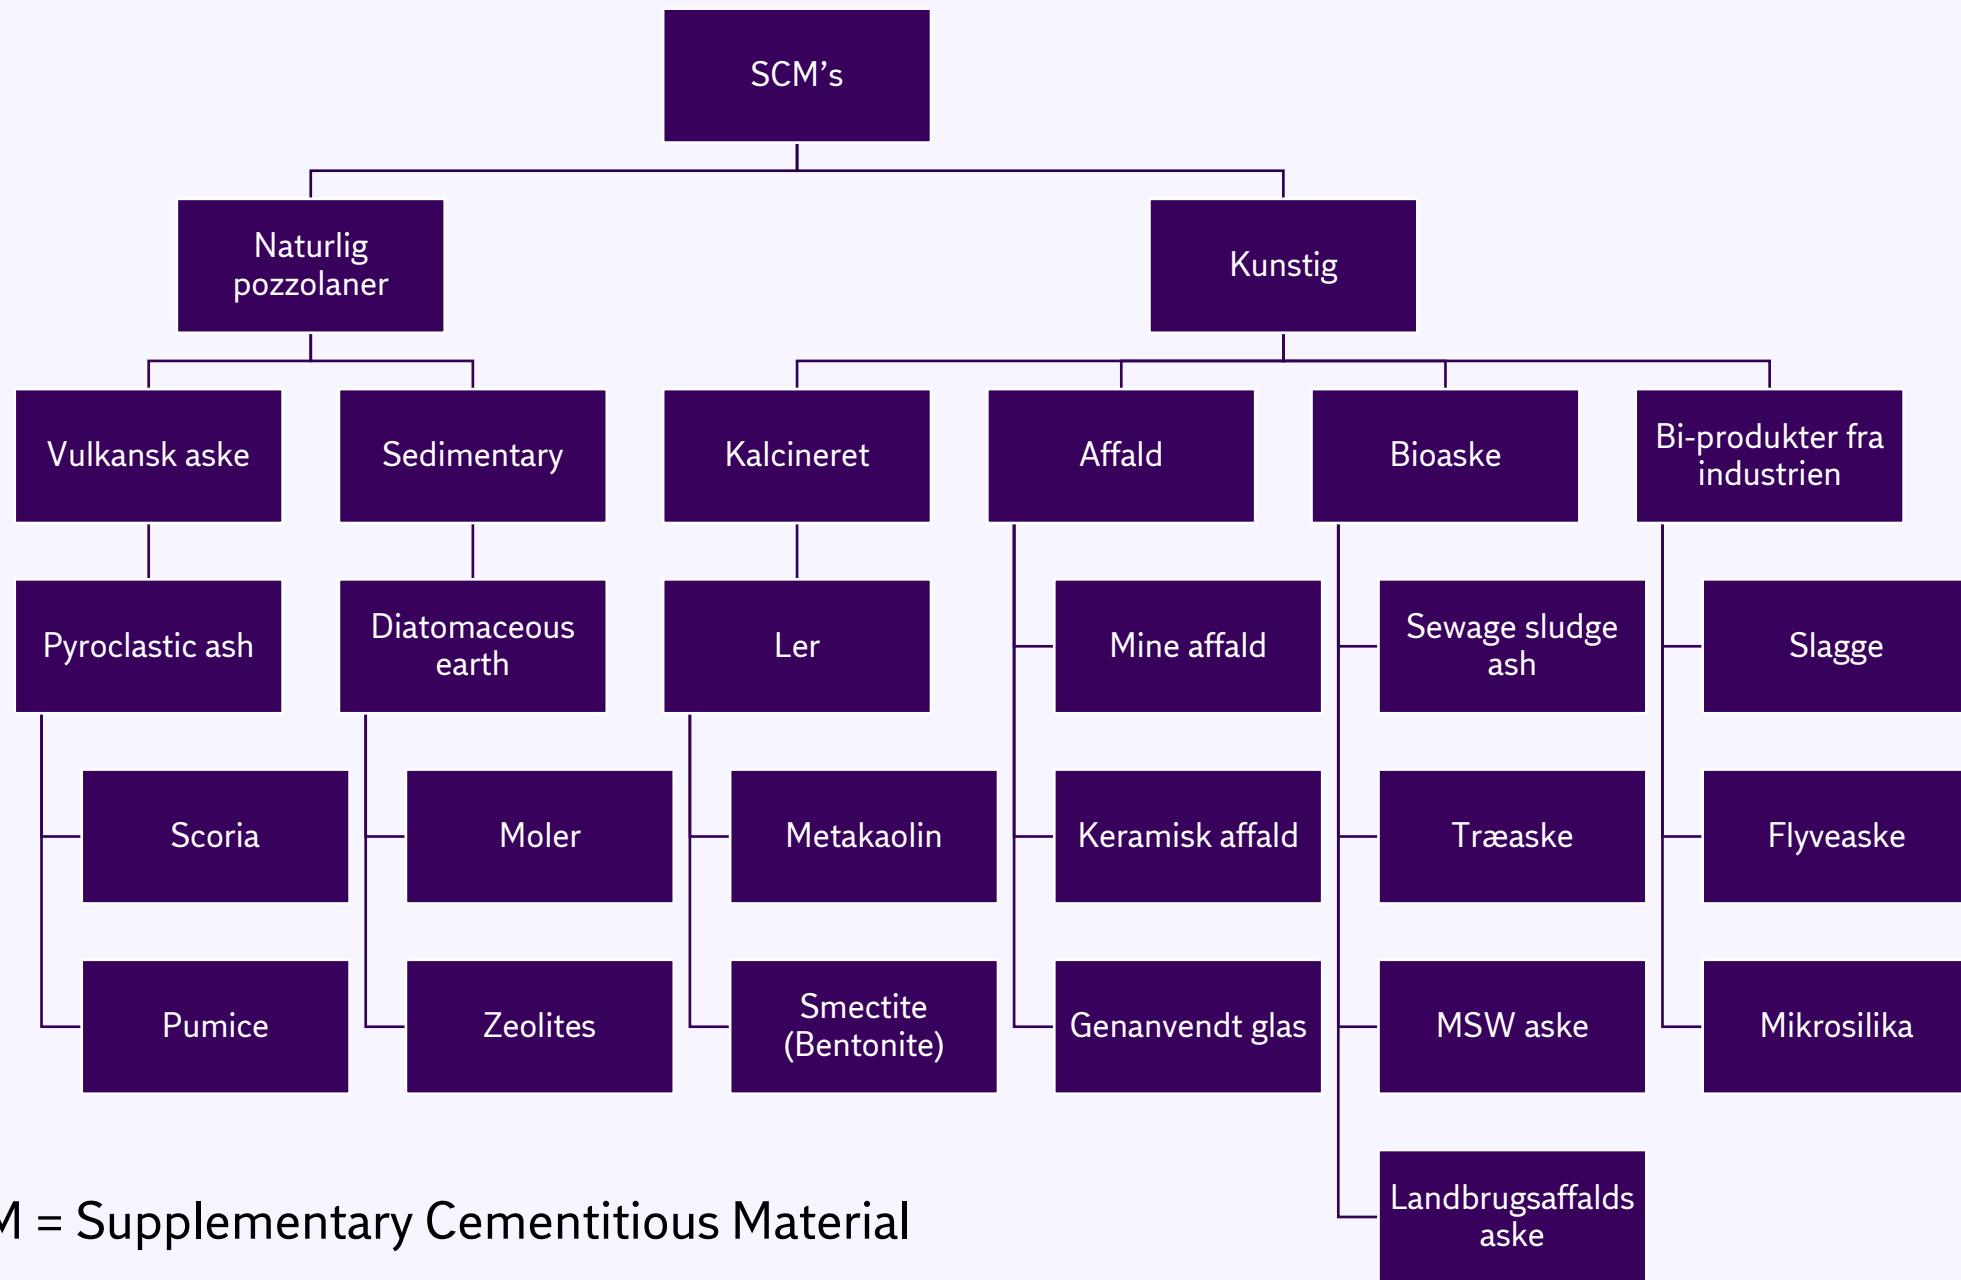 SCM’s
Naturlig
pozzolaner
Kunstig
Vulkansk aske
Sedimentary
Kalcineret
Affald
Bioaske
Bi-produkter fra
industrien
Pyroclastic ash
Diatomaceous
earth
Ler
Mine affald
Sewage sludge
ash
Slagge
Scoria
Moler
Metakaolin
Keramisk affald
Træaske
Flyveaske
Pumice
Zeolites
Smectite
(Bentonite)
Genanvendt glas
MSW aske
Mikrosilika
Landbrugsaffalds
aske
M = Supplementary Cementitious Material